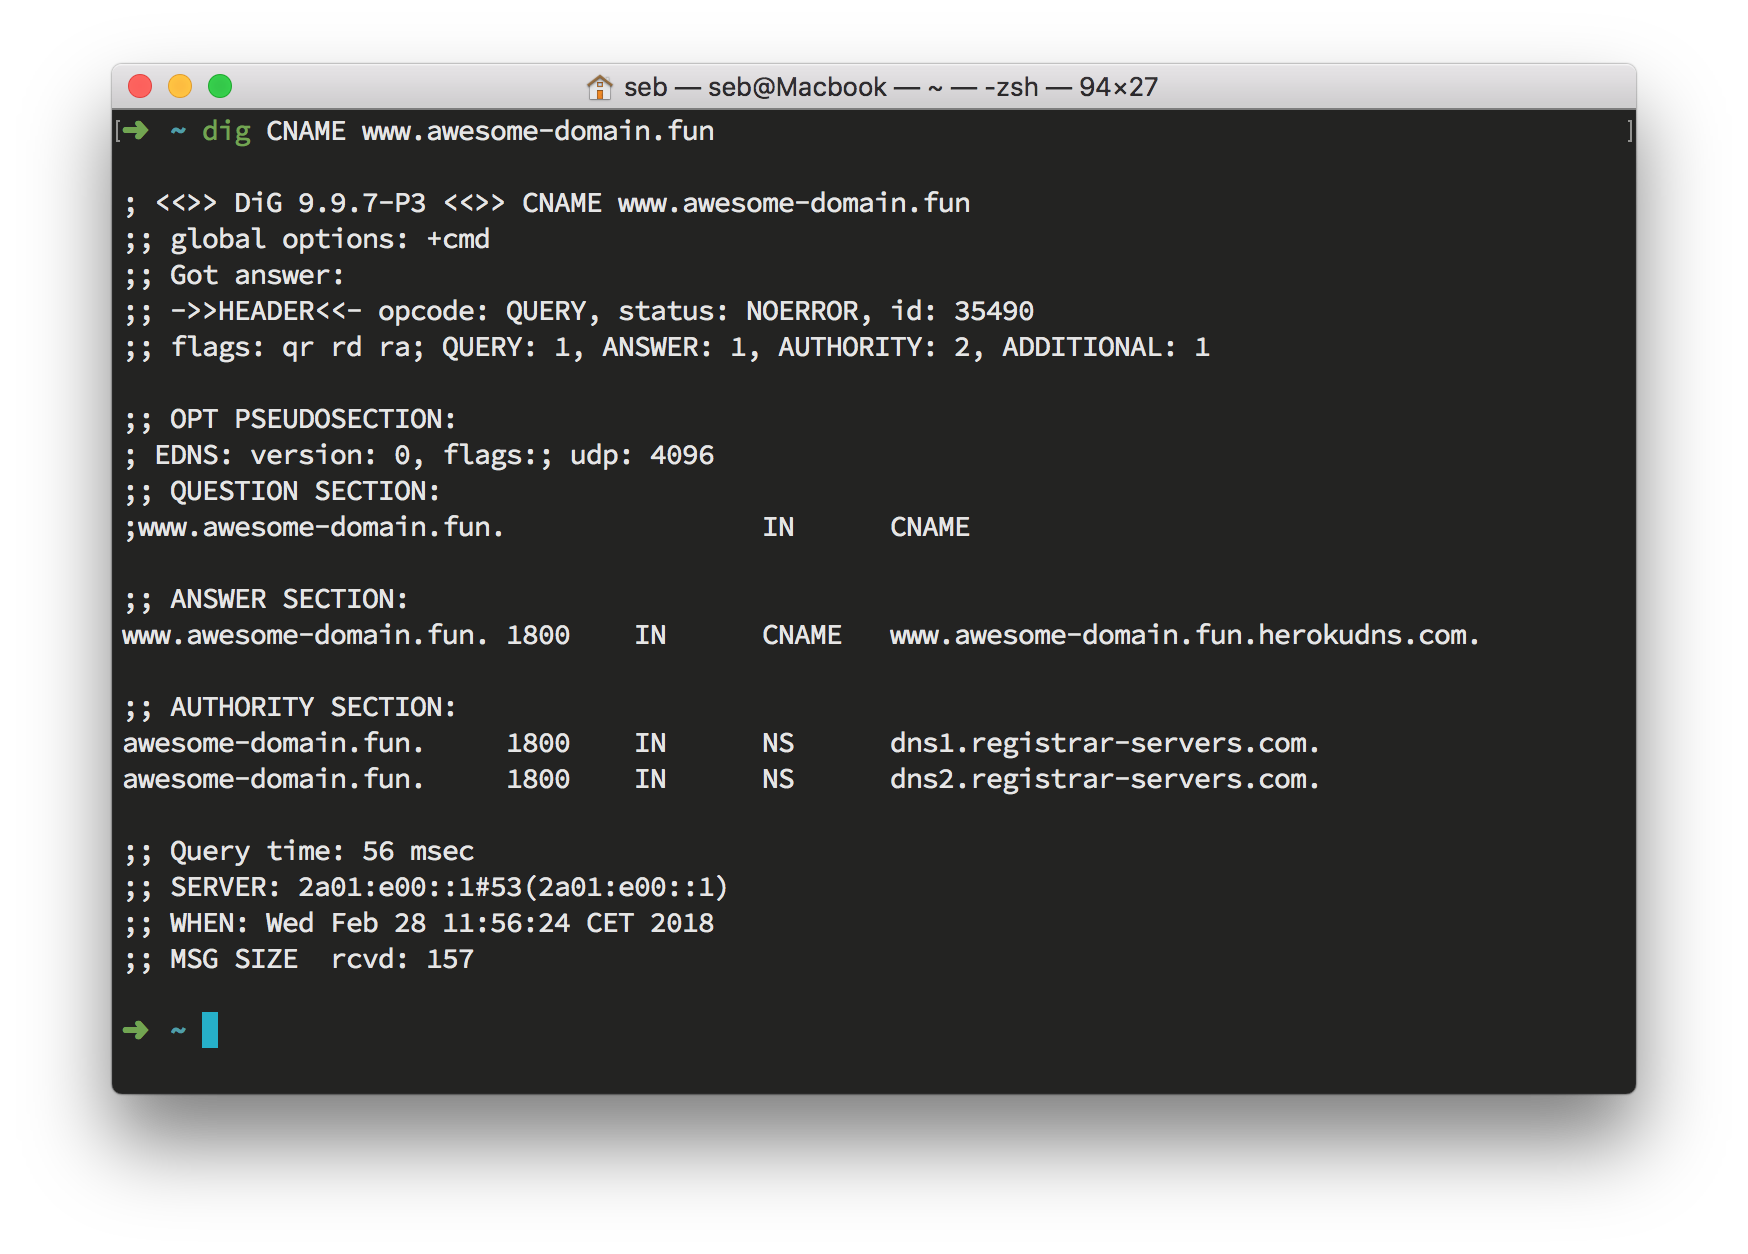 seb — seb@Macbook — ~ — -zsh — 94×27
[➜ ~ dig CNAME www.awesome-domain.fun ]
; <<>> DiG 9.9.7-P3 <<>> CNAME www.awesome-domain.fun
;; global options: +cmd
;; Got answer:
;; ->>HEADER<<- opcode: QUERY, status: NOERROR, id: 35490
;; flags: qr rd ra; QUERY: 1, ANSWER: 1, AUTHORITY: 2, ADDITIONAL: 1
;; OPT PSEUDOSECTION:
; EDNS: version: 0, flags:; udp: 4096
;; QUESTION SECTION:
;www.awesome-domain.fun. IN CNAME
;; ANSWER SECTION:
www.awesome-domain.fun. 1800 IN CNAME www.awesome-domain.fun.herokudns.com.
;; AUTHORITY SECTION:
awesome-domain.fun. 1800 IN NS dns1.registrar-servers.com.
awesome-domain.fun. 1800 IN NS dns2.registrar-servers.com.
;; Query time: 56 msec
;; SERVER: 2a01:e00::1#53(2a01:e00::1)
;; WHEN: Wed Feb 28 11:56:24 CET 2018
;; MSG SIZE  rcvd: 157
➜ ~